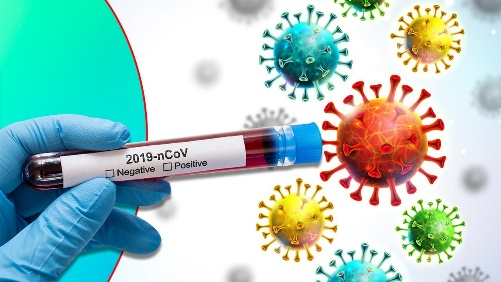 2019-nCoV
☐ Negative ☐ Positive